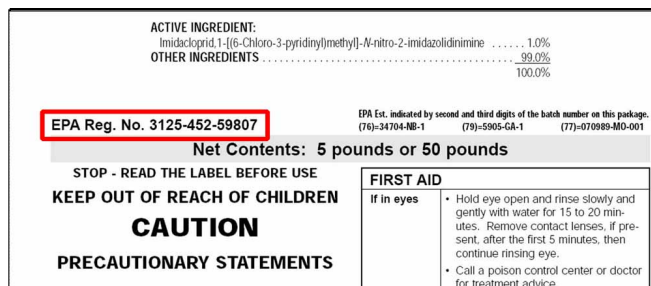 ACTIVE INGREDIENT:
Imidacloprid,1-[(6-Chloro-3-pyridinyl)methyl]-N-nitro-2-imidazolidinimine ...... 1.0%
OTHER INGREDIENTS ............................................. 99.0%
100.0%
EPA Reg. No. 3125-452-59807
EPA Est. indicated by second and third digits of the batch number on this package.
(76)=34704-NB-1 (79)=5905-GA-1 (77)=070989-MO-001
Net Contents: 5 pounds or 50 pounds
STOP - READ THE LABEL BEFORE USE
KEEP OUT OF REACH OF CHILDREN
CAUTION
PRECAUTIONARY STATEMENTS
FIRST AID
If in eyes
• Hold eye open and rinse slowly and
gently with water for 15 to 20 min-
utes. Remove contact lenses, if pre-
sent, after the first 5 minutes, then
continue rinsing eye.
• Call a poison control center or doctor
for treatment advice